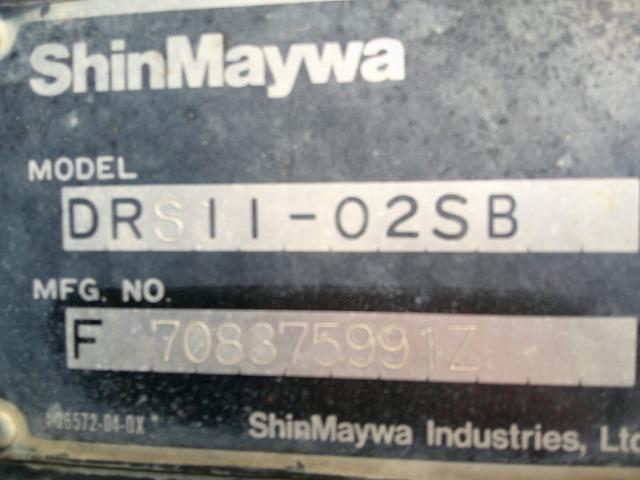 ShinMaywa
MODEL
DRS11-02SB
MFG. NO.
F 708375991Z
ShinMaywa Industries, Ltd